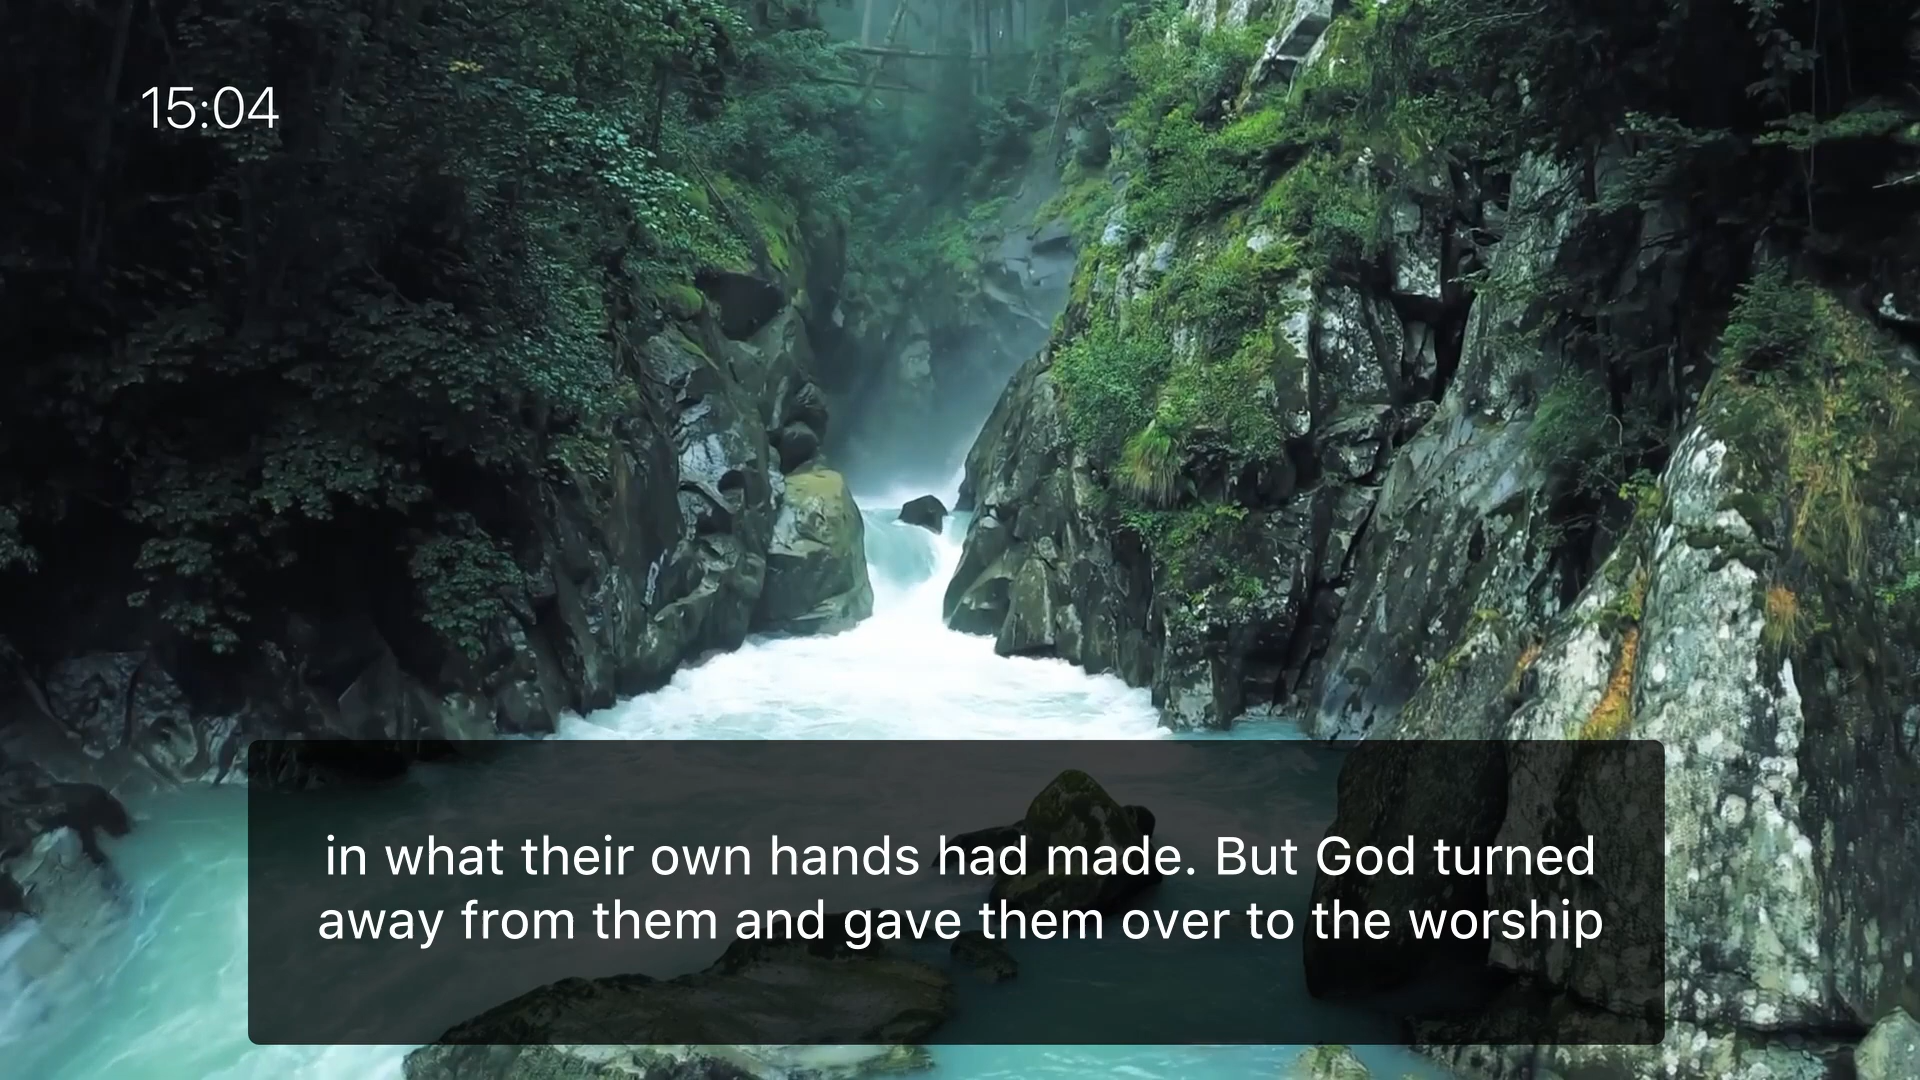 15:04
in what their own hands had made. But God turned
away from them and gave them over to the worship